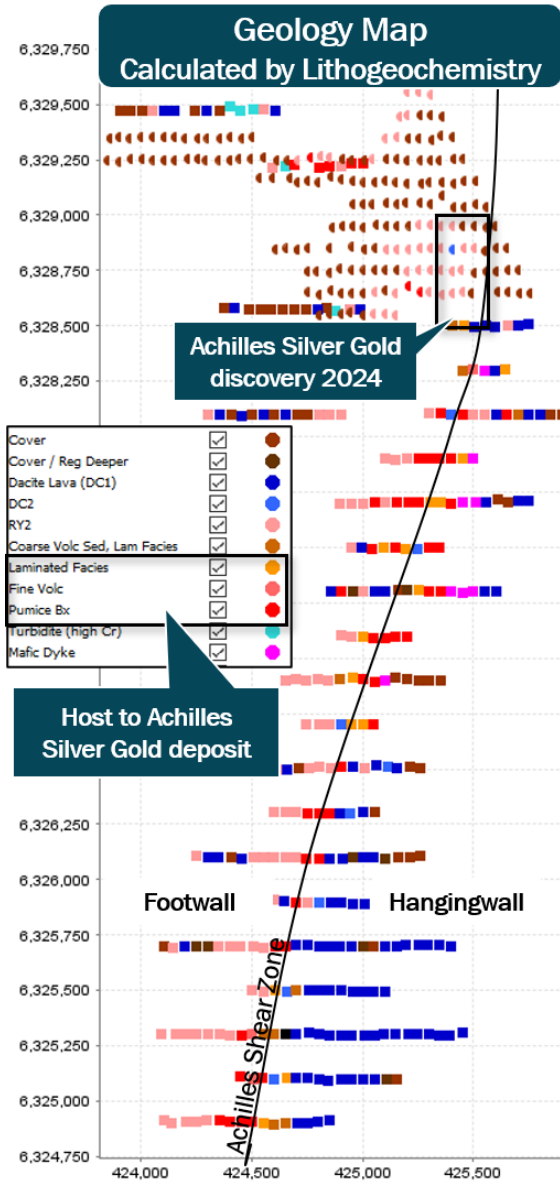 Geology Map
Calculated by Lithogeochemistry
6,329,750
6,329,500
6,329,250
6,329,000
6,328,750
6,328,500
Achilles Silver Gold
discovery 2024
6,328,250
6,328,000
Cover
Cover / Reg Deeper
Dacite Lava (DC1)
DC2
RY2
Coarse Volc Sed, Lam Facies
Laminated Facies
Fine Volc
Pumice Bx
Turbidite (high Cr)
Mafic Dyke
Host to Achilles
Silver Gold deposit
6,326,250
6,326,000
Footwall
Hangingwall
6,325,750
6,325,500
6,325,250
6,325,000
6,324,750
Achilles Shear Zone
424,000
424,500
425,000
425,500